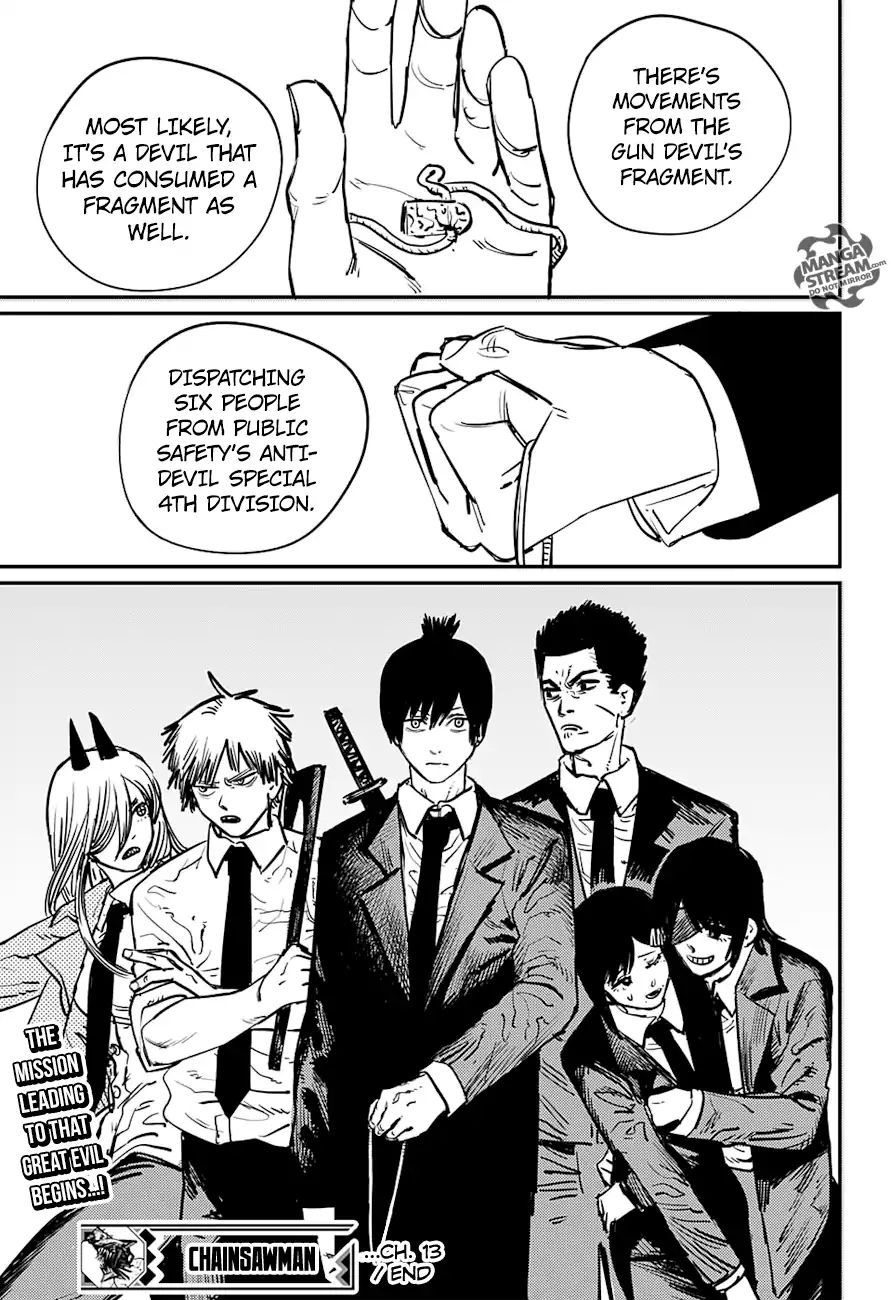 THERE'S
MOVEMENTS
FROM THE
GUN DEVIL'S
FRAGMENT.
MOST LIKELY,
IT'S A DEVIL THAT
HAS CONSUMED A
FRAGMENT AS
WELL.
MANGA
STREAM.com
DO NOT MIRROR
DISPATCHING
SIX PEOPLE
FROM PUBLIC
SAFETY'S ANTI-
DEVIL SPECIAL
4TH DIVISION.
THE
MISSION
LEADING
TO THAT
GREAT EVIL
BEGINS...!
CHAINSAWMAN
...CH. 13
/ END